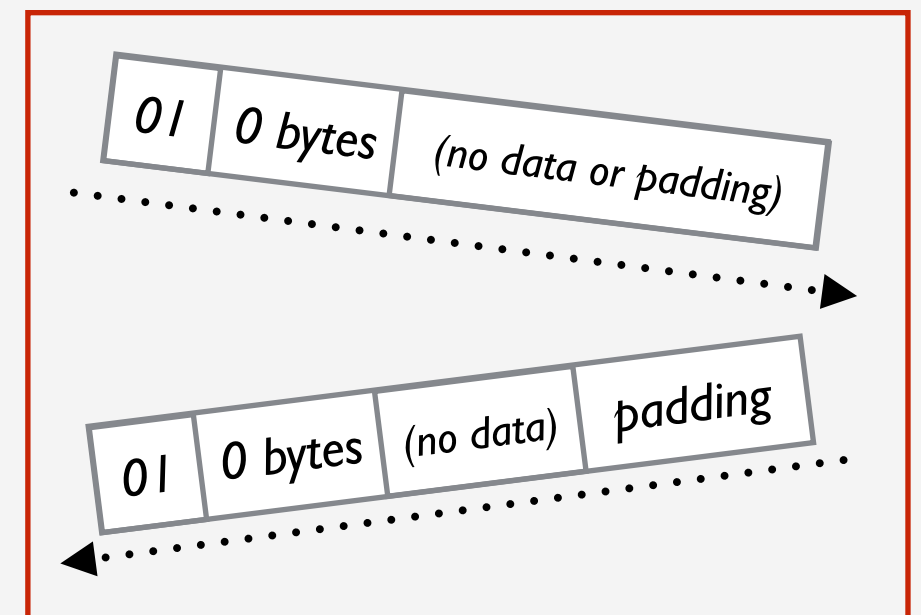 01 0 bytes (no data or padding)
01 0 bytes (no data) padding